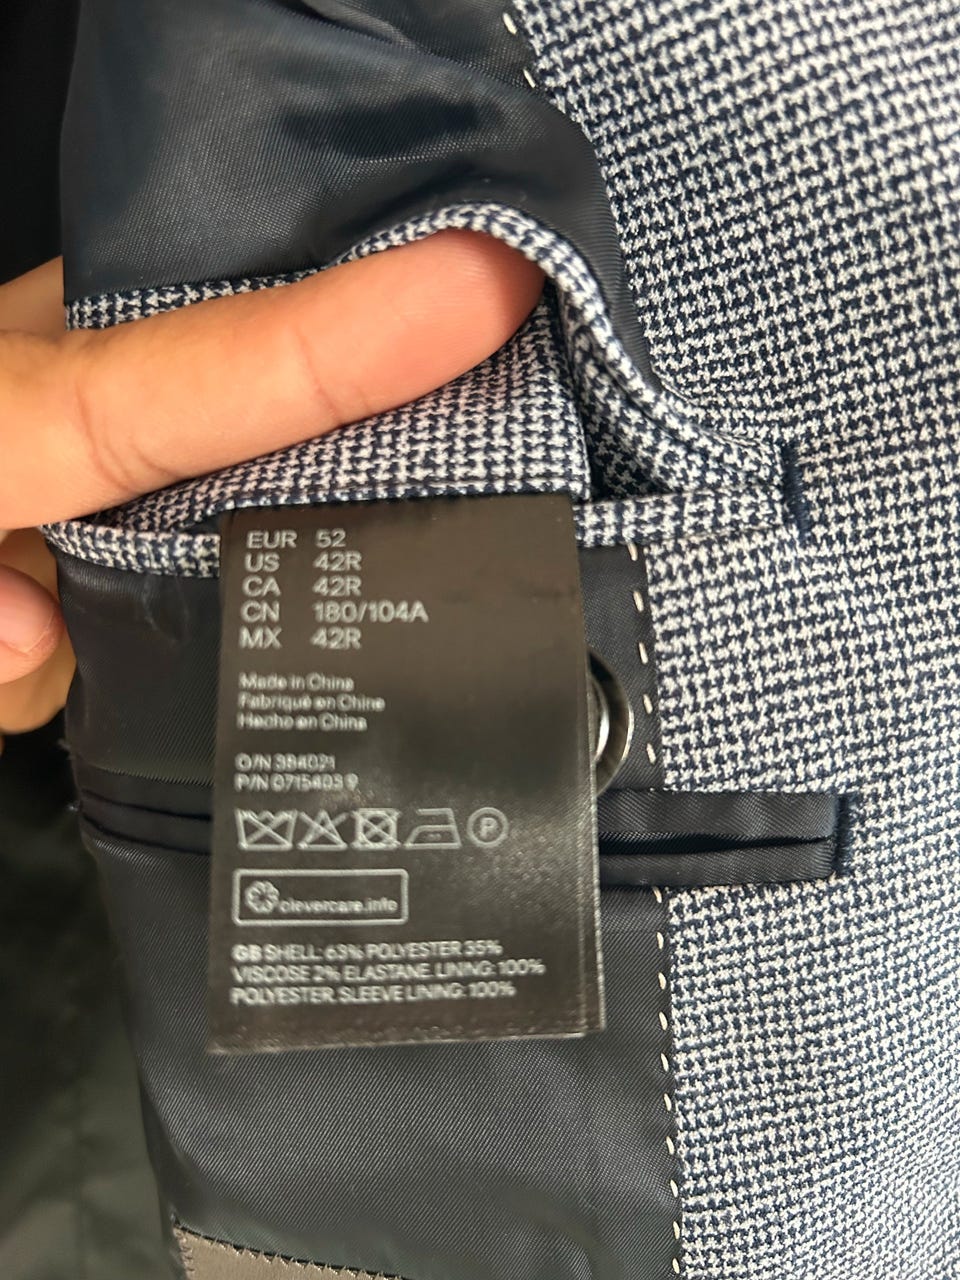 EUR 52
US 42R
CA 42R
CN 180/104A
MX 42R
Made in China
Fabriqué en Chine
Hecho en China
O/N 384021
P/N 0715403 9
P
clevercare.info
GB SHELL: 63% POLYESTER 35%
VISCOSE 2% ELASTANE. LINING: 100%
POLYESTER. SLEEVE LINING: 100%